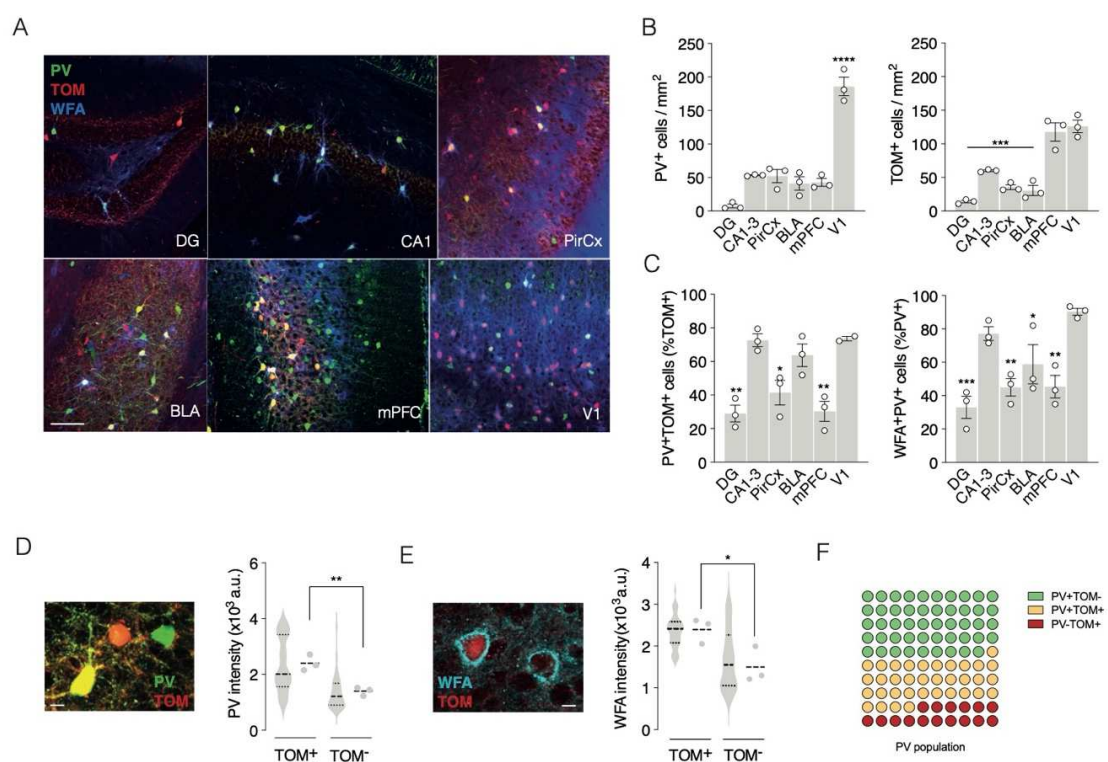 A
PV
TOM
WFA
DG
CA1
PirCx
BLA
mPFC
V1
B
PV+ cells / mm²
250
200
150
100
50
0
****
DG
CA1-3
PirCx
BLA
mPFC
V1
TOM+ cells / mm²
250
200
150
100
50
0
***
DG
CA1-3
PirCx
BLA
mPFC
V1
C
PV+TOM+ cells (%TOM+)
100
80
60
40
20
0
**
*
**
DG
CA1-3
PirCx
BLA
mPFC
V1
WFA+PV+ cells (%PV+)
100
80
60
40
20
0
***
**
*
**
DG
CA1-3
PirCx
BLA
mPFC
V1
D
PV
TOM
PV intensity (x10³ a.u.)
6
4
2
0
**
TOM+
TOM-
E
WFA
TOM
WFA intensity(x10³a.u.)
4
3
2
1
0
*
TOM+
TOM-
F
PV+TOM-
PV+TOM+
PV-TOM+
PV population